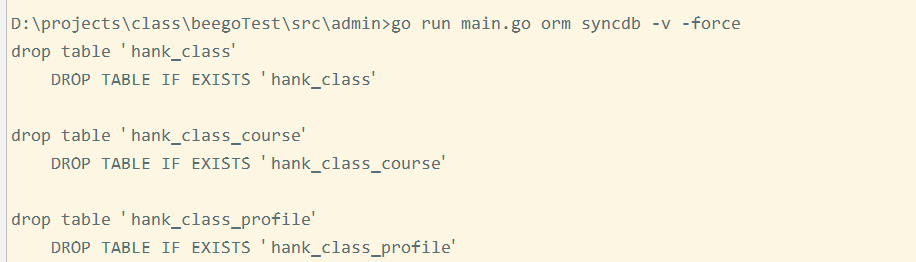 D:\projects\class\beegoTest\src\admin>go run main.go orm syncdb -v -force
drop table 'hank_class'
DROP TABLE IF EXISTS 'hank_class'
drop table 'hank_class_course'
DROP TABLE IF EXISTS 'hank_class_course'
drop table 'hank_class_profile'
DROP TABLE IF EXISTS 'hank_class_profile'